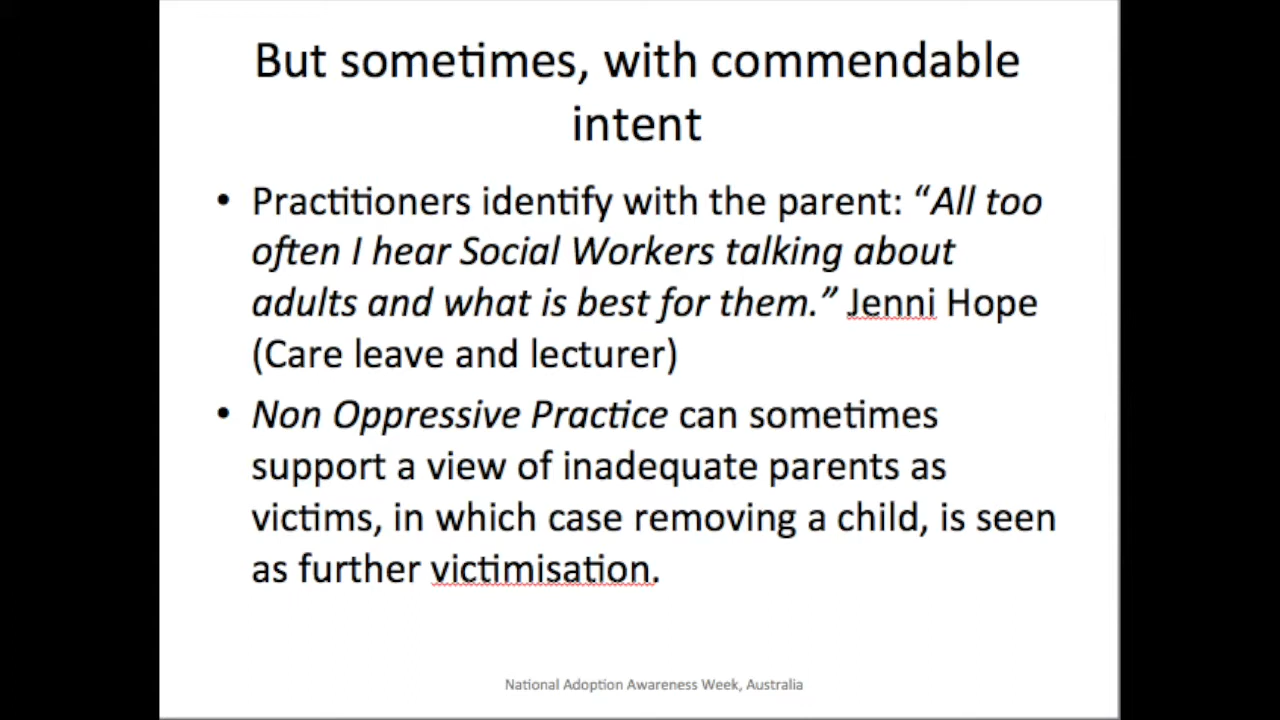 But sometimes, with commendable
intent
• Practitioners identify with the parent: “All too
often I hear Social Workers talking about
adults and what is best for them.” Jenni Hope
(Care leave and lecturer)
• Non Oppressive Practice can sometimes
support a view of inadequate parents as
victims, in which case removing a child, is seen
as further victimisation.
National Adoption Awareness Week, Australia